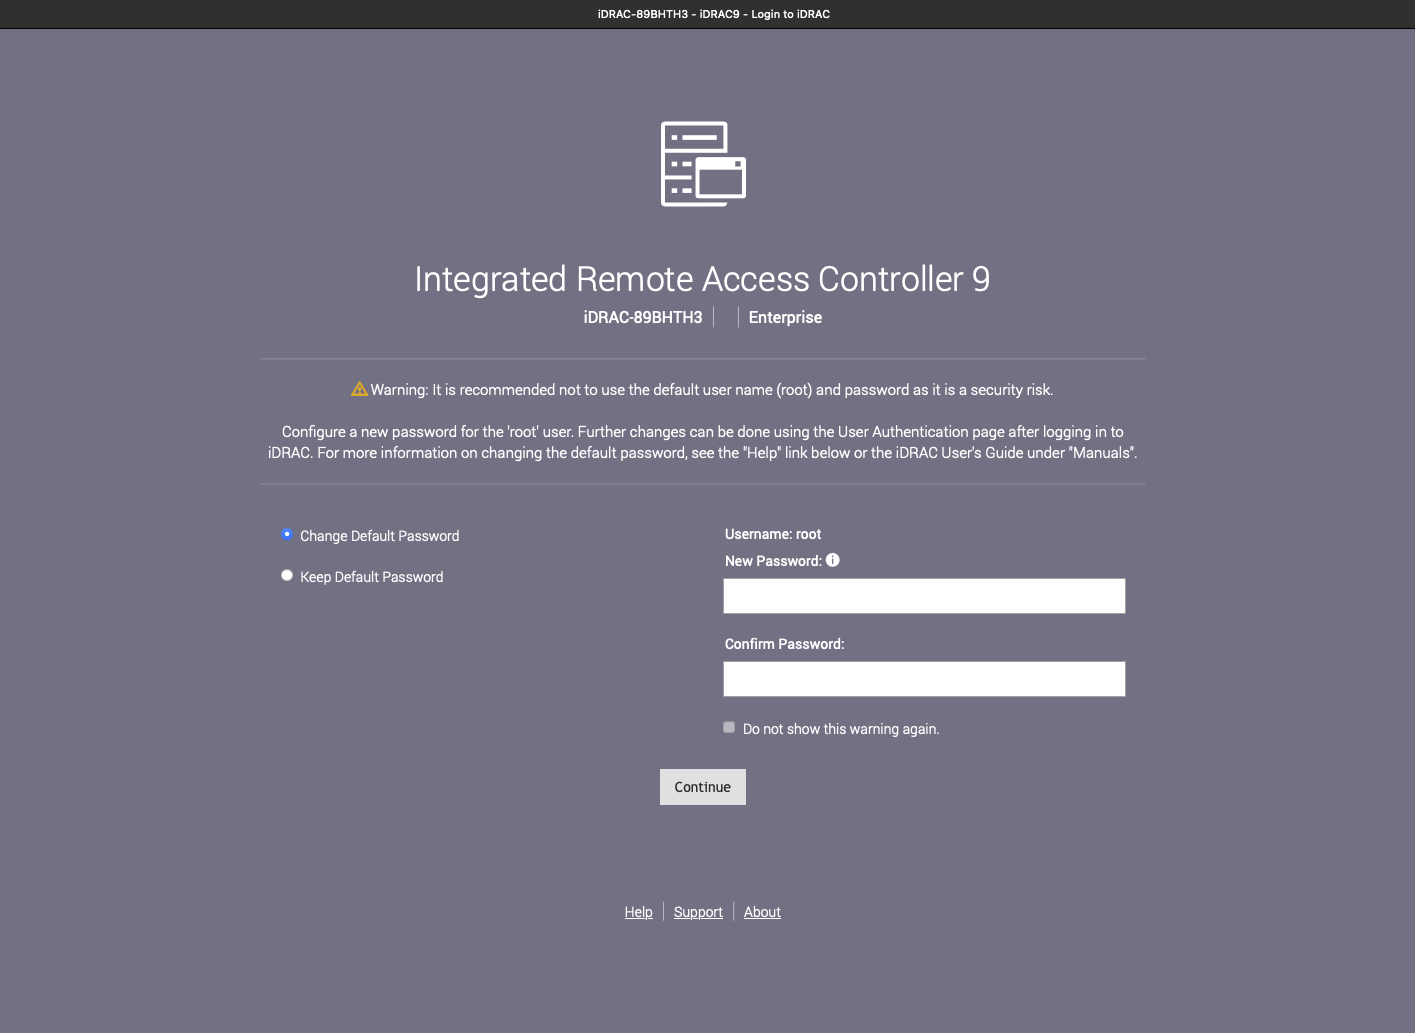 iDRAC-89BHTH3 - iDRAC9 - Login to iDRAC
Integrated Remote Access Controller 9
iDRAC-89BHTH3 Enterprise
Warning: It is recommended not to use the default user name (root) and password as it is a security risk.
Configure a new password for the 'root' user. Further changes can be done using the User Authentication page after logging in to
iDRAC. For more information on changing the default password, see the "Help" link below or the iDRAC User's Guide under "Manuals".
Change Default Password
Keep Default Password
Username: root
New Password:
Confirm Password:
Do not show this warning again.
Continue
Help Support About